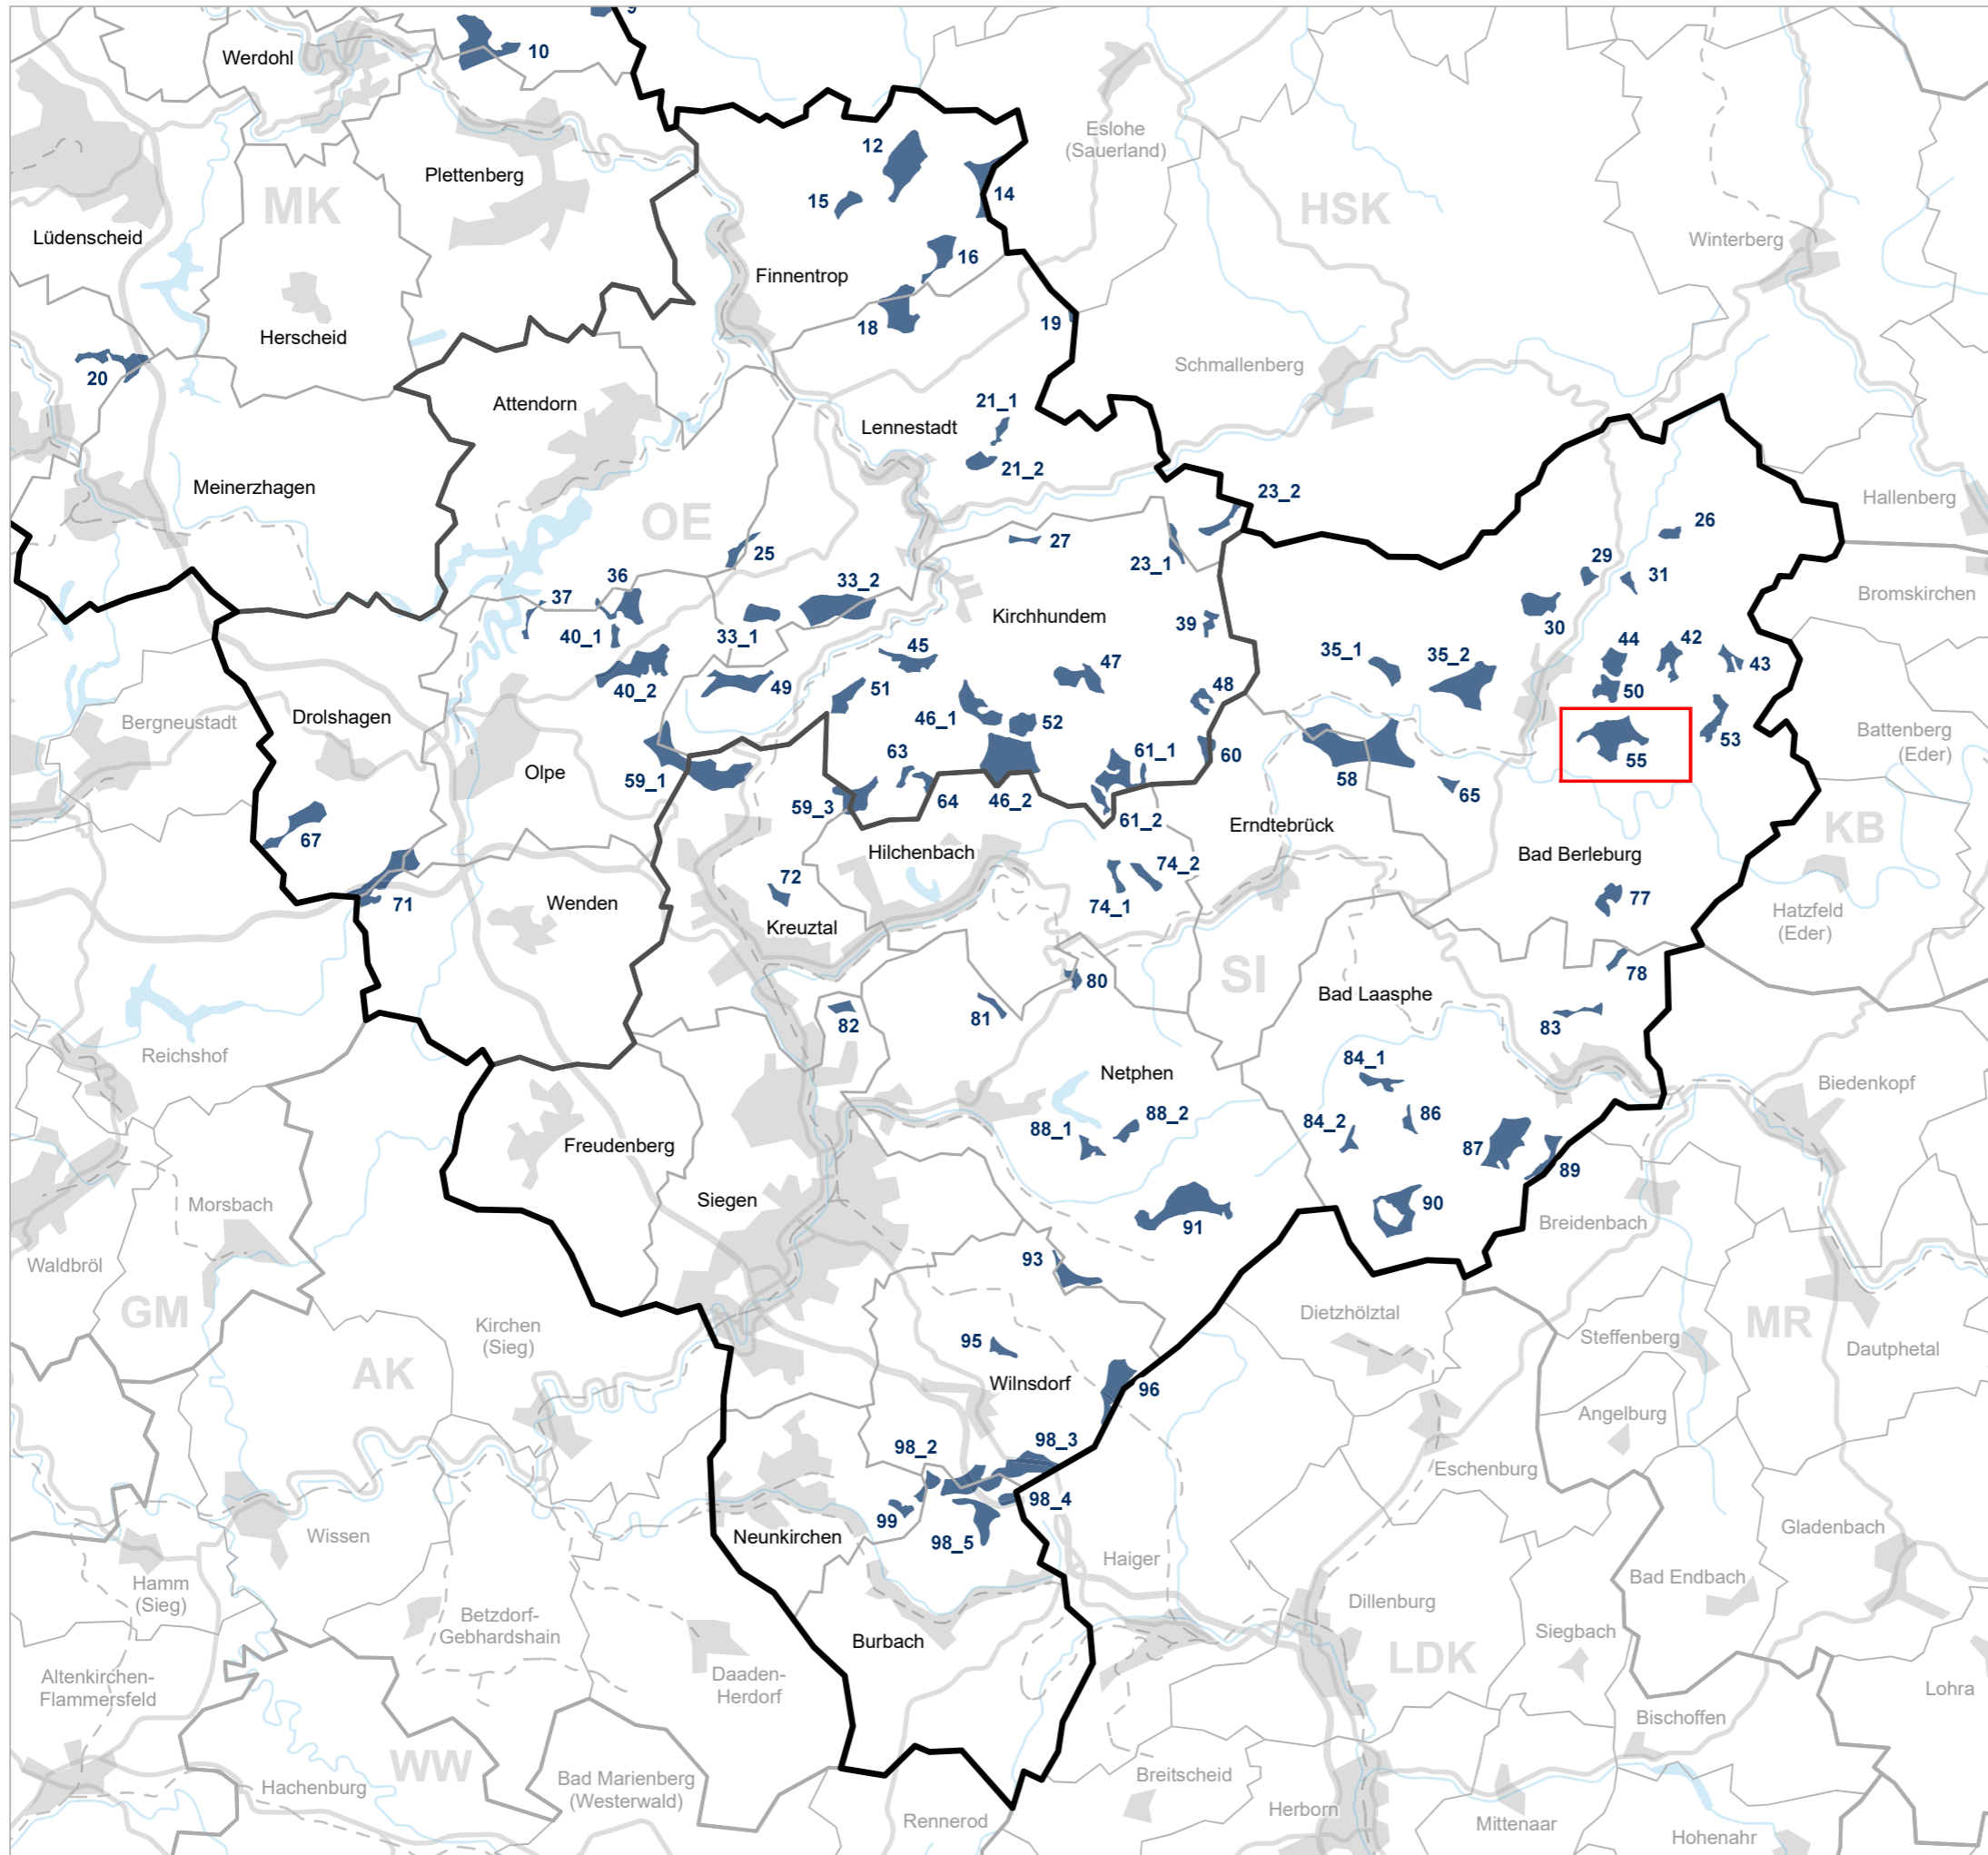 9
10
Werdohl
12
Eslohe
(Sauerland)
Plettenberg
MK
15
14
HSK
Lüdenscheid
Winterberg
16
Finnentrop
Herscheid
18
19
20
Schmallenberg
Attendorn
21_1
Lennestadt
21_2
Meinerzhagen
23_2
Hallenberg
OE
26
25
27
23_1
29
31
Bromskirchen
36
33_2
37
30
Kirchhundem
39
40_1
33_1
44
42
35_1
35_2
45
43
47
40_2
49
51
48
50
Bergneustadt
Drolshagen
46_1
52
Battenberg
(Eder)
53
63
61_1
60
55
Olpe
59_1
58
65
59_3
64
46_2
61_2
Erndtebrück
KB
67
Hilchenbach
Bad Berleburg
74_2
72
77
71
Wenden
74_1
Hatzfeld
(Eder)
Kreuztal
78
SI
80
Bad Laasphe
82
81
83
Reichshof
84_1
Netphen
Biedenkopf
88_2
88_1
84_2
86
Freudenberg
87
89
Siegen
Morsbach
90
91
Breidenbach
Waldbröl
93
GM
Kirchen
(Sieg)
Dietzhölztal
MR
Steffenberg
95
Dautphetal
AK
Wilnsdorf
96
Angelburg
98_2
98_3
Eschenburg
98_4
99
Wissen
Neunkirchen
98_5
Gladenbach
Haiger
Hamm
(Sieg)
Bad Endbach
Betzdorf-
Gebhardshain
Dillenburg
Siegbach
Burbach
LDK
Altenkirchen-
Flammersfeld
Daaden-
Herdorf
Lohra
Bischoffen
WW
Hachenburg
Bad Marienberg
(Westerwald)
Breitscheid
Herborn
Rennerod
Mittenaar
Hohenahr